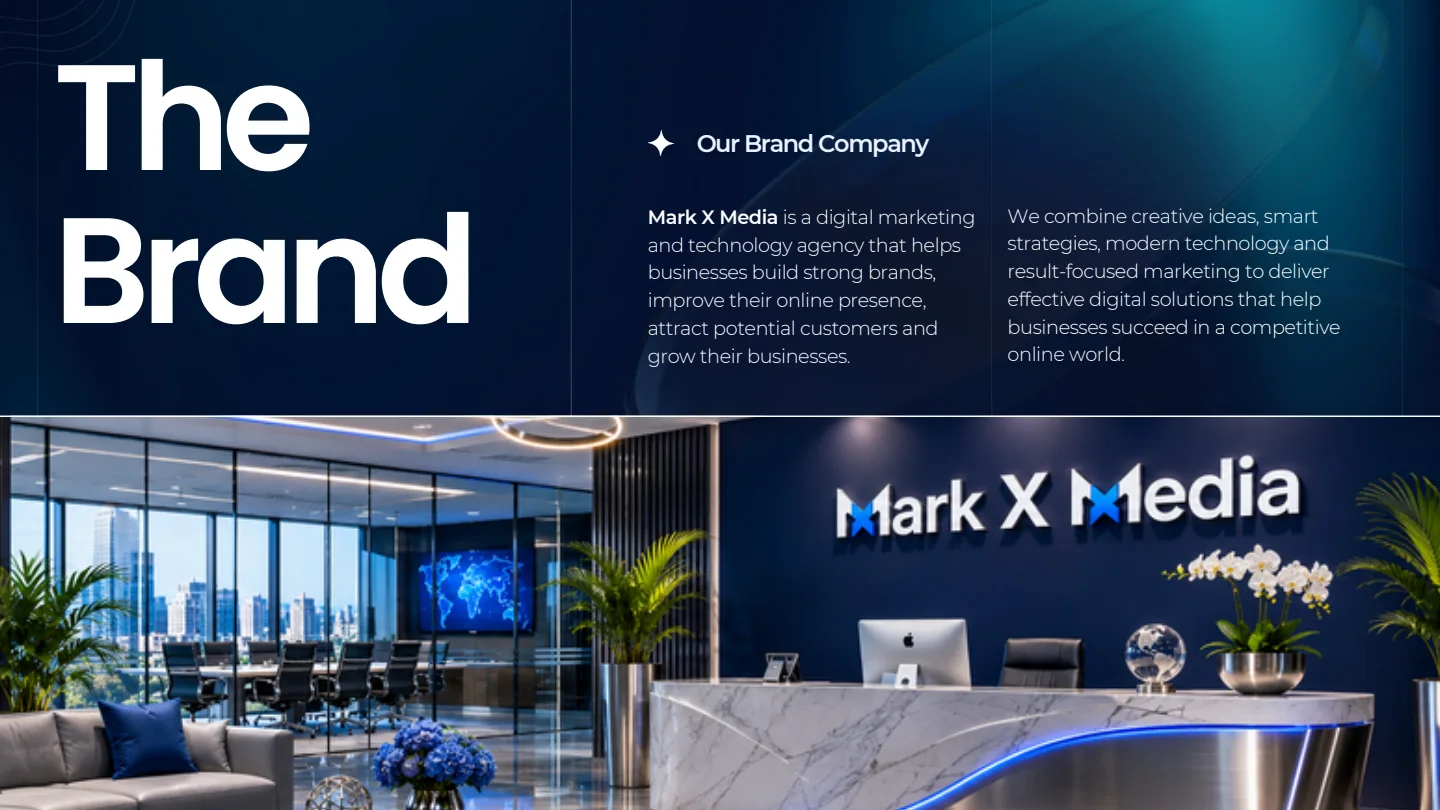 The
Brand
Our Brand Company
Mark X Media is a digital marketing
and technology agency that helps
businesses build strong brands,
improve their online presence,
attract potential customers and
grow their businesses.
We combine creative ideas, smart
strategies, modern technology and
result-focused marketing to deliver
effective digital solutions that help
businesses succeed in a competitive
online world.
Mark X Media